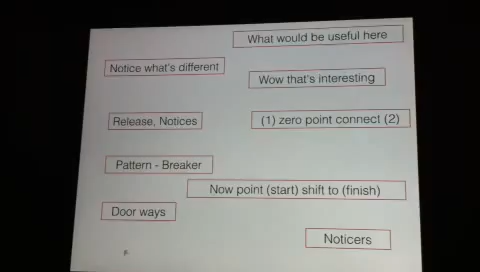 What would be useful here
Notice what's different
Wow that's interesting
Release, Notices
(1) zero point connect (2)
Pattern - Breaker
Now point (start) shift to (finish)
Door ways
Noticers